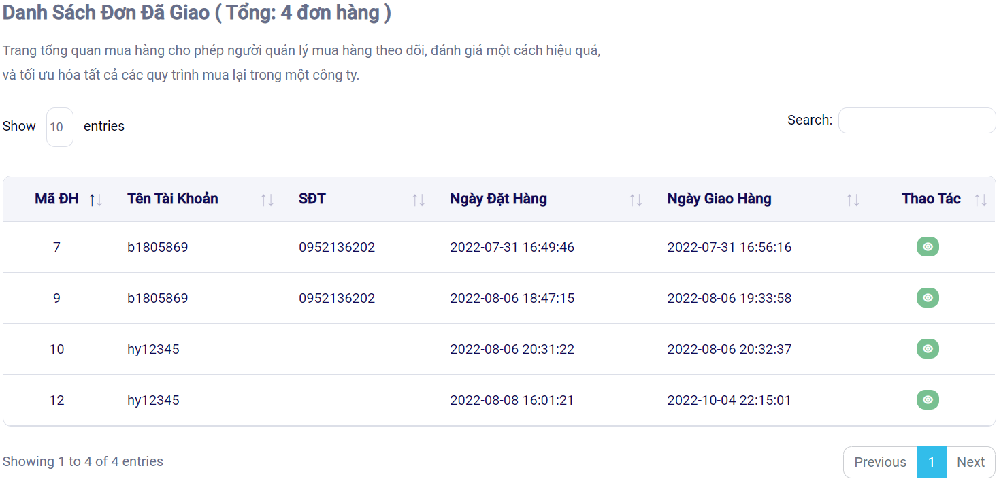 Danh Sách Đơn Đã Giao ( Tổng: 4 đơn hàng )
Trang tổng quan mua hàng cho phép người quản lý mua hàng theo dõi, đánh giá một cách hiệu quả,
và tối ưu hóa tất cả các quy trình mua lại trong một công ty.
Show 10 entries Search:
Mã ĐH Tên Tài Khoản SĐT Ngày Đặt Hàng Ngày Giao Hàng Thao Tác
7 b1805869 0952136202 2022-07-31 16:49:46 2022-07-31 16:56:16
9 b1805869 0952136202 2022-08-06 18:47:15 2022-08-06 19:33:58
10 hy12345 2022-08-06 20:31:22 2022-08-06 20:32:37
12 hy12345 2022-08-08 16:01:21 2022-10-04 22:15:01
Showing 1 to 4 of 4 entries Previous 1 Next